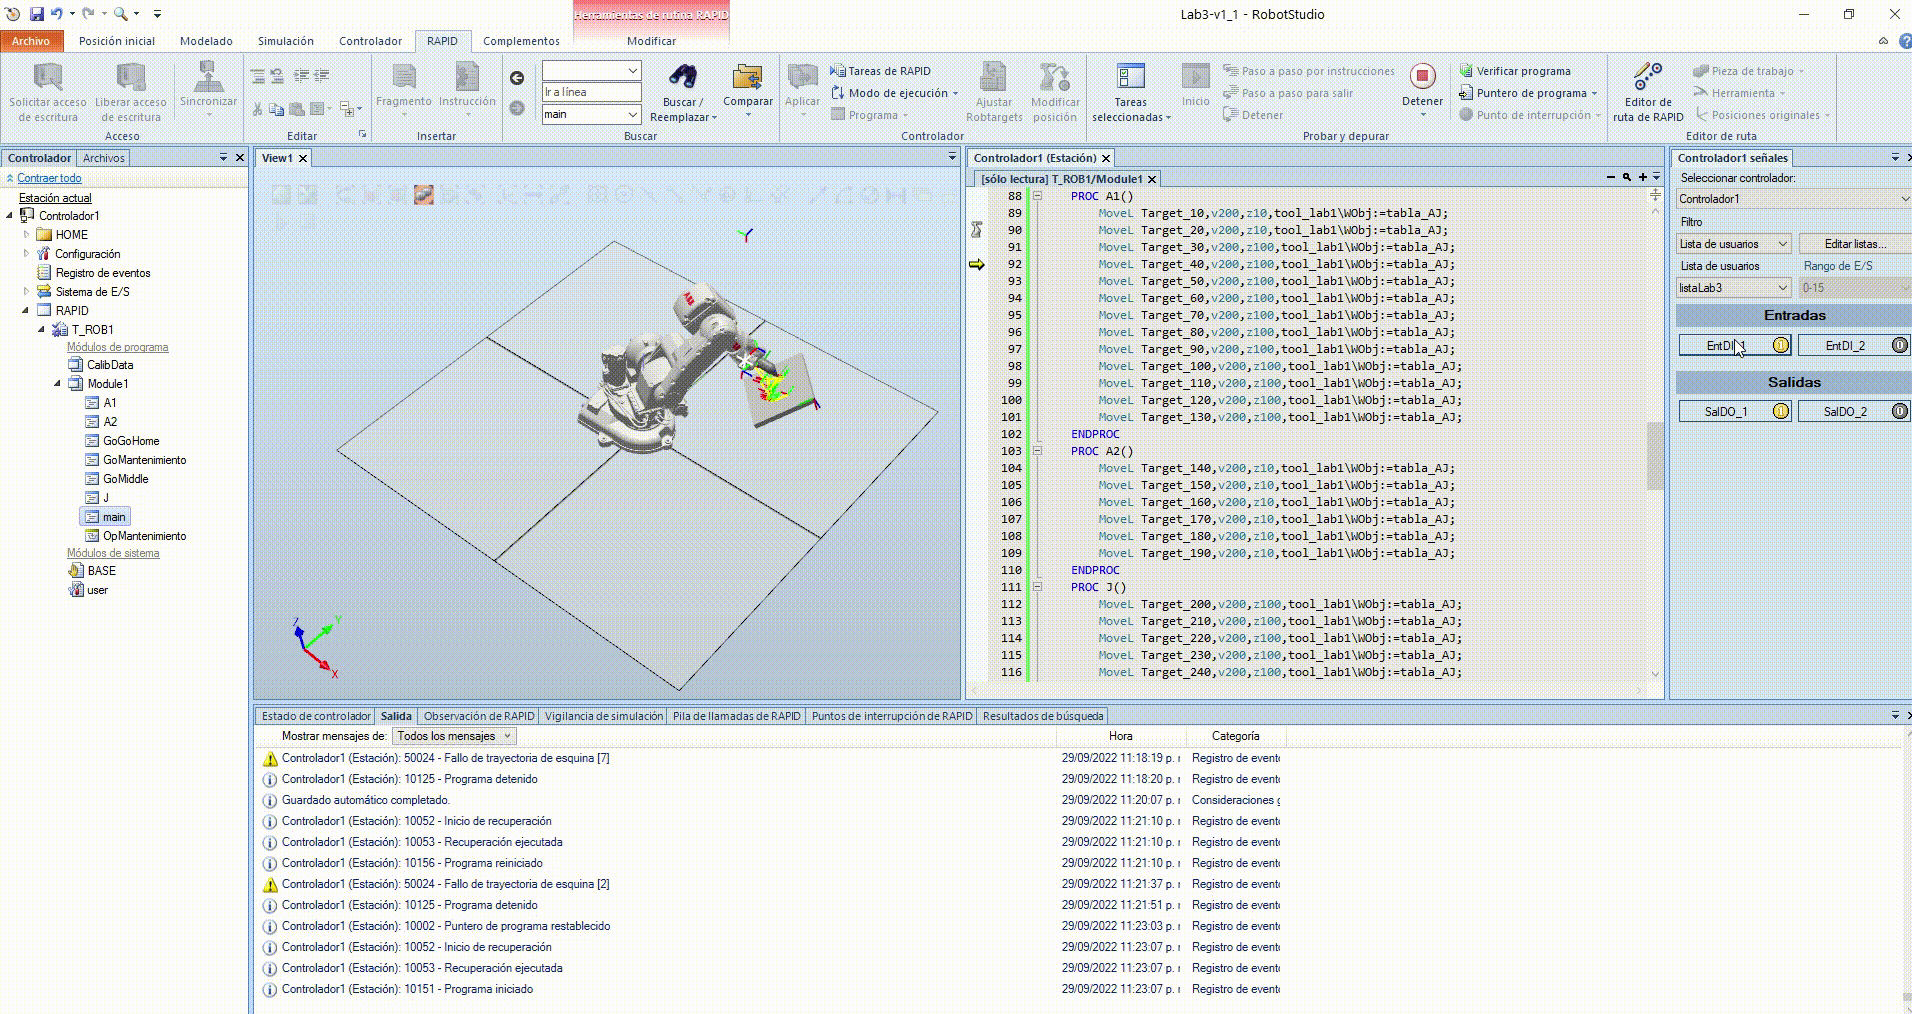 Herramientas de rutina RAPID
Lab3-v1_1 - RobotStudio
Archivo Posición inicial Modelado Simulación Controlador RAPID Complementos Modificar
Solicitar acceso de escritura
Liberar acceso de escritura
Sincronizar
Acceso
Editar
Fragmento Instrucción
Insertar
Ir a línea
main
Buscar / Reemplazar
Comparar
Buscar
Aplicar
Tareas de RAPID
Modo de ejecución
Programa
Ajustar Robtargets
Modificar posición
Controlador
Tareas seleccionadas
Inicio
Paso a paso por instrucciones
Paso a paso para salir
Detener
Detener
Verificar programa
Puntero de programa
Punto de interrupción
Probar y depurar
Editor de ruta de RAPID
Pieza de trabajo
Herramienta
Posiciones originales
Editor de ruta
Controlador Archivos
Contraer todo
Estación actual
Controlador1
HOME
Configuración
Registro de eventos
Sistema de E/S
RAPID
T_ROB1
Módulos de programa
CalibData
Module1
A1
A2
GoGoHome
GoMantenimiento
GoMiddle
J
main
OpMantenimiento
Módulos de sistema
BASE
user
View1
ABB
Z
Y
X
Controlador1 (Estación)
[sólo lectura] T_ROB1/Module1
88 PROC A1()
89 MoveL Target_10,v200,z10,tool_lab1\WObj:=tabla_AJ;
90 MoveL Target_20,v200,z10,tool_lab1\WObj:=tabla_AJ;
91 MoveL Target_30,v200,z100,tool_lab1\WObj:=tabla_AJ;
92 MoveL Target_40,v200,z100,tool_lab1\WObj:=tabla_AJ;
93 MoveL Target_50,v200,z100,tool_lab1\WObj:=tabla_AJ;
94 MoveL Target_60,v200,z100,tool_lab1\WObj:=tabla_AJ;
95 MoveL Target_70,v200,z100,tool_lab1\WObj:=tabla_AJ;
96 MoveL Target_80,v200,z100,tool_lab1\WObj:=tabla_AJ;
97 MoveL Target_90,v200,z100,tool_lab1\WObj:=tabla_AJ;
98 MoveL Target_100,v200,z100,tool_lab1\WObj:=tabla_AJ;
99 MoveL Target_110,v200,z100,tool_lab1\WObj:=tabla_AJ;
100 MoveL Target_120,v200,z100,tool_lab1\WObj:=tabla_AJ;
101 MoveL Target_130,v200,z100,tool_lab1\WObj:=tabla_AJ;
102 ENDPROC
103 PROC A2()
104 MoveL Target_140,v200,z10,tool_lab1\WObj:=tabla_AJ;
105 MoveL Target_150,v200,z10,tool_lab1\WObj:=tabla_AJ;
106 MoveL Target_160,v200,z10,tool_lab1\WObj:=tabla_AJ;
107 MoveL Target_170,v200,z10,tool_lab1\WObj:=tabla_AJ;
108 MoveL Target_180,v200,z10,tool_lab1\WObj:=tabla_AJ;
109 MoveL Target_190,v200,z10,tool_lab1\WObj:=tabla_AJ;
110 ENDPROC
111 PROC J()
112 MoveL Target_200,v200,z100,tool_lab1\WObj:=tabla_AJ;
113 MoveL Target_210,v200,z100,tool_lab1\WObj:=tabla_AJ;
114 MoveL Target_220,v200,z100,tool_lab1\WObj:=tabla_AJ;
115 MoveL Target_230,v200,z100,tool_lab1\WObj:=tabla_AJ;
116 MoveL Target_240,v200,z100,tool_lab1\WObj:=tabla_AJ;
Controlador1 señales
Seleccionar controlador:
Controlador1
Filtro
Lista de usuarios Editar listas...
Lista de usuarios Rango de E/S
listaLab3 0-15
Entradas
1 EntDI_2 0
Salidas
SalDO_1 1 SalDO_2 0
Estado de controlador Salida Observación de RAPID Vigilancia de simulación Pila de llamadas de RAPID Puntos de interrupción de RAPID Resultados de búsqueda
Mostrar mensajes de: Todos los mensajes Hora Categoría
Controlador1 (Estación): 50024 - Fallo de trayectoria de esquina [7] 29/09/2022 11:18:19 p. Registro de event
Controlador1 (Estación): 10125 - Programa detenido 29/09/2022 11:18:20 p. Registro de event
Guardado automático completado. 29/09/2022 11:20:07 p. Consideraciones
Controlador1 (Estación): 10052 - Inicio de recuperación 29/09/2022 11:21:10 p. Registro de event
Controlador1 (Estación): 10053 - Recuperación ejecutada 29/09/2022 11:21:10 p. Registro de event
Controlador1 (Estación): 10156 - Programa reiniciado 29/09/2022 11:21:10 p. Registro de event
Controlador1 (Estación): 50024 - Fallo de trayectoria de esquina [2] 29/09/2022 11:21:37 p. Registro de event
Controlador1 (Estación): 10125 - Programa detenido 29/09/2022 11:21:51 p. Registro de event
Controlador1 (Estación): 10002 - Puntero de programa restablecido 29/09/2022 11:23:03 p. Registro de event
Controlador1 (Estación): 10052 - Inicio de recuperación 29/09/2022 11:23:07 p. Registro de event
Controlador1 (Estación): 10053 - Recuperación ejecutada 29/09/2022 11:23:07 p. Registro de event
Controlador1 (Estación): 10151 - Programa iniciado 29/09/2022 11:23:07 p. Registro de event